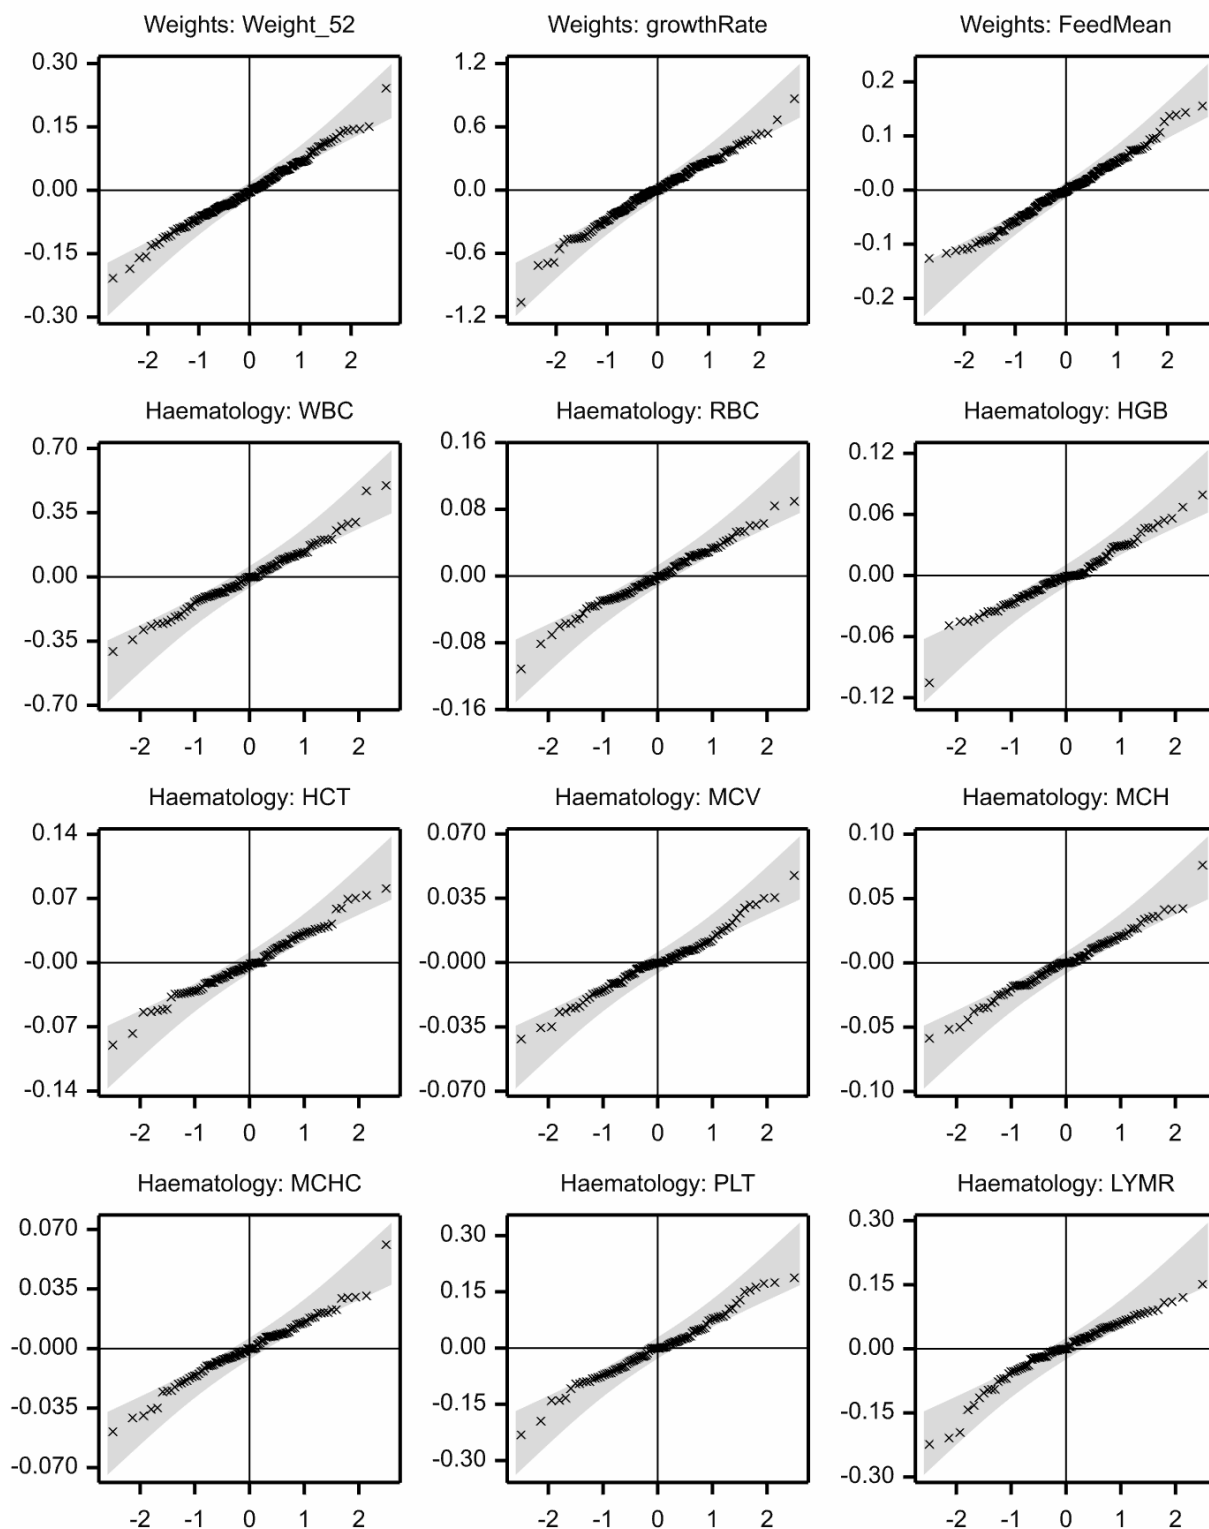 Weights: Weight_52
0.30
0.15
0.00
-0.15
-0.30
-2 -1 0 1 2
Weights: growthRate
1.2
0.6
0.0
-0.6
-1.2
-2 -1 0 1 2
Weights: FeedMean
0.2
0.1
-0.0
-0.1
-0.2
-2 -1 0 1 2
Haematology: WBC
0.70
0.35
0.00
-0.35
-0.70
-2 -1 0 1 2
Haematology: RBC
0.16
0.08
0.00
-0.08
-0.16
-2 -1 0 1 2
Haematology: HGB
0.12
0.06
0.00
-0.06
-0.12
-2 -1 0 1 2
Haematology: HCT
0.14
0.07
-0.00
-0.07
-0.14
-2 -1 0 1 2
Haematology: MCV
0.070
0.035
-0.000
-0.035
-0.070
-2 -1 0 1 2
Haematology: MCH
0.10
0.05
-0.00
-0.05
-0.10
-2 -1 0 1 2
Haematology: MCHC
0.070
0.035
-0.000
-0.035
-0.070
-2 -1 0 1 2
Haematology: PLT
0.30
0.15
0.00
-0.15
-0.30
-2 -1 0 1 2
Haematology: LYMR
0.30
0.15
0.00
-0.15
-0.30
-2 -1 0 1 2